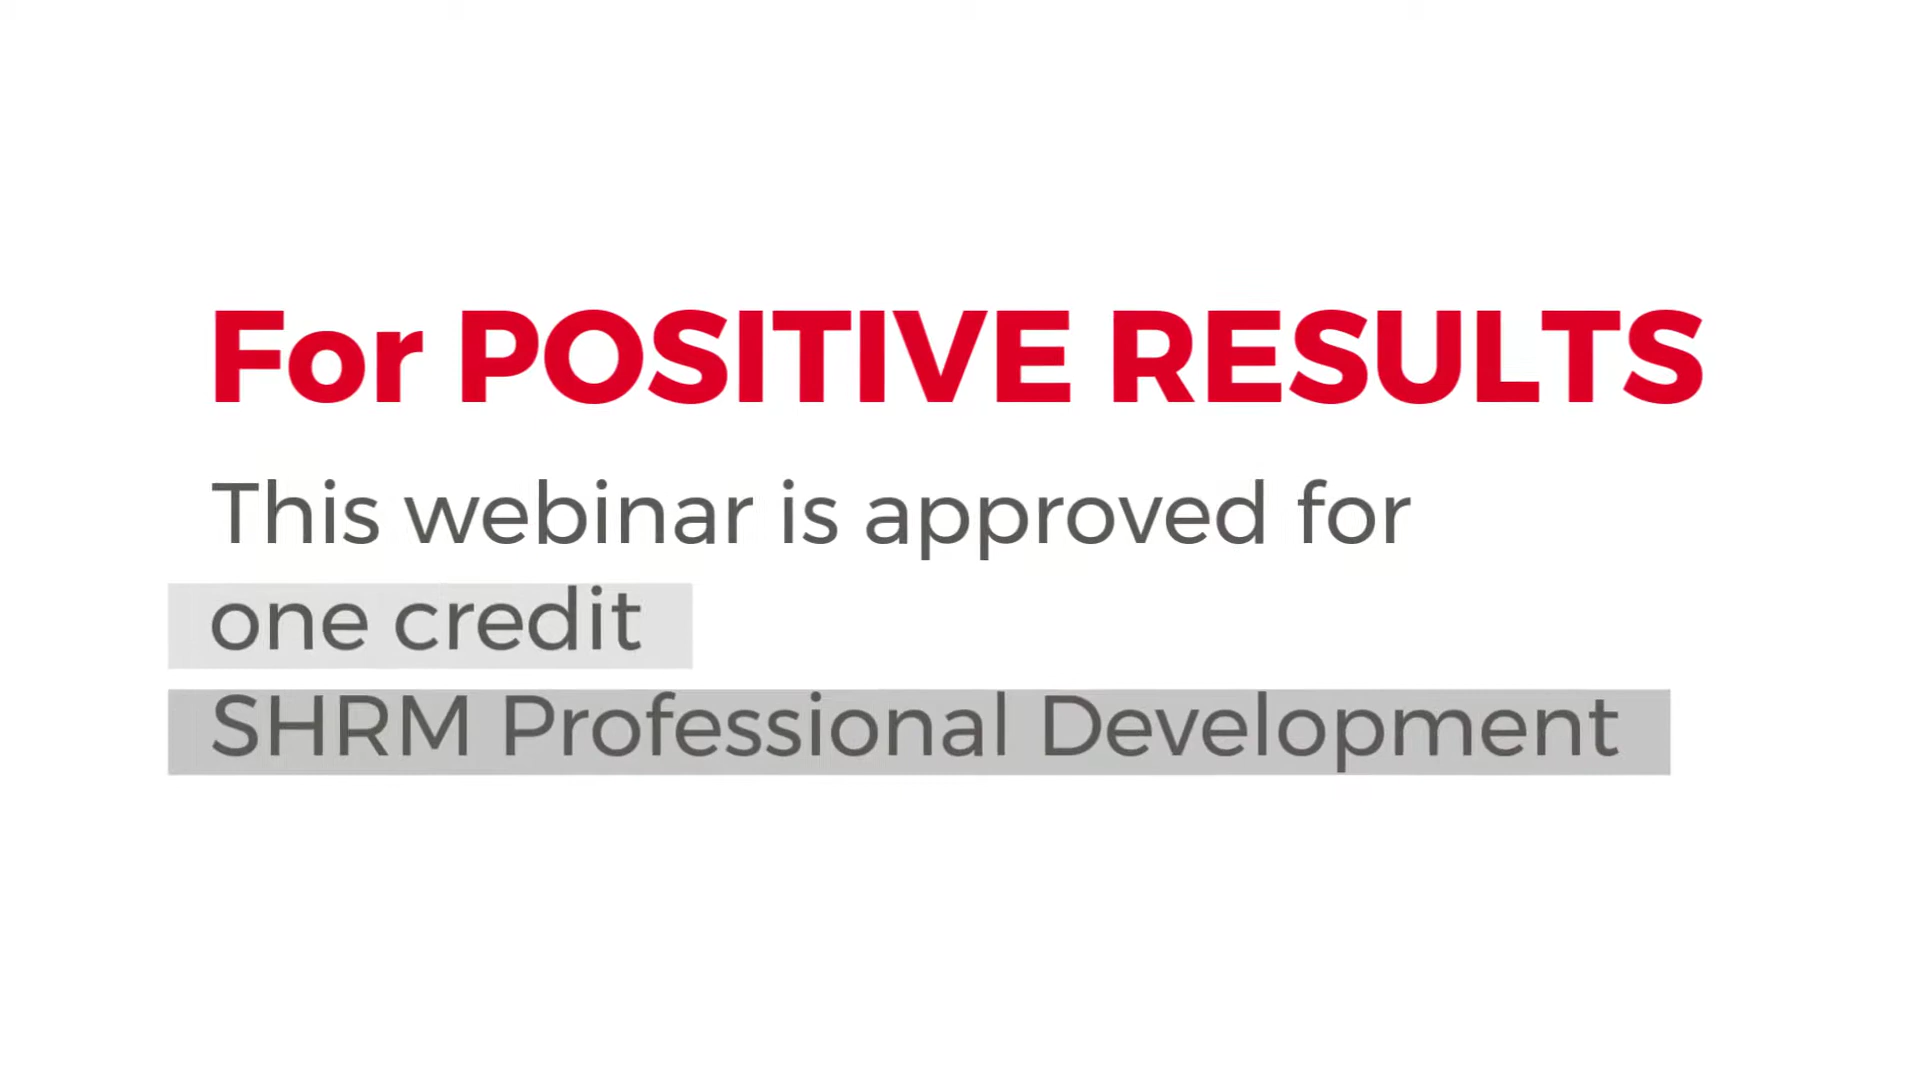 For POSITIVE RESULTS
This webinar is approved for
one credit
SHRM Professional Development